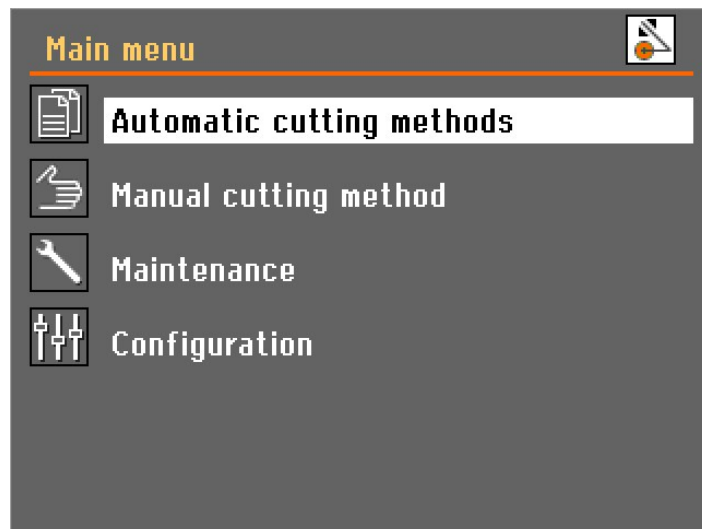 Main menu
Automatic cutting methods
Manual cutting method
Maintenance
Configuration